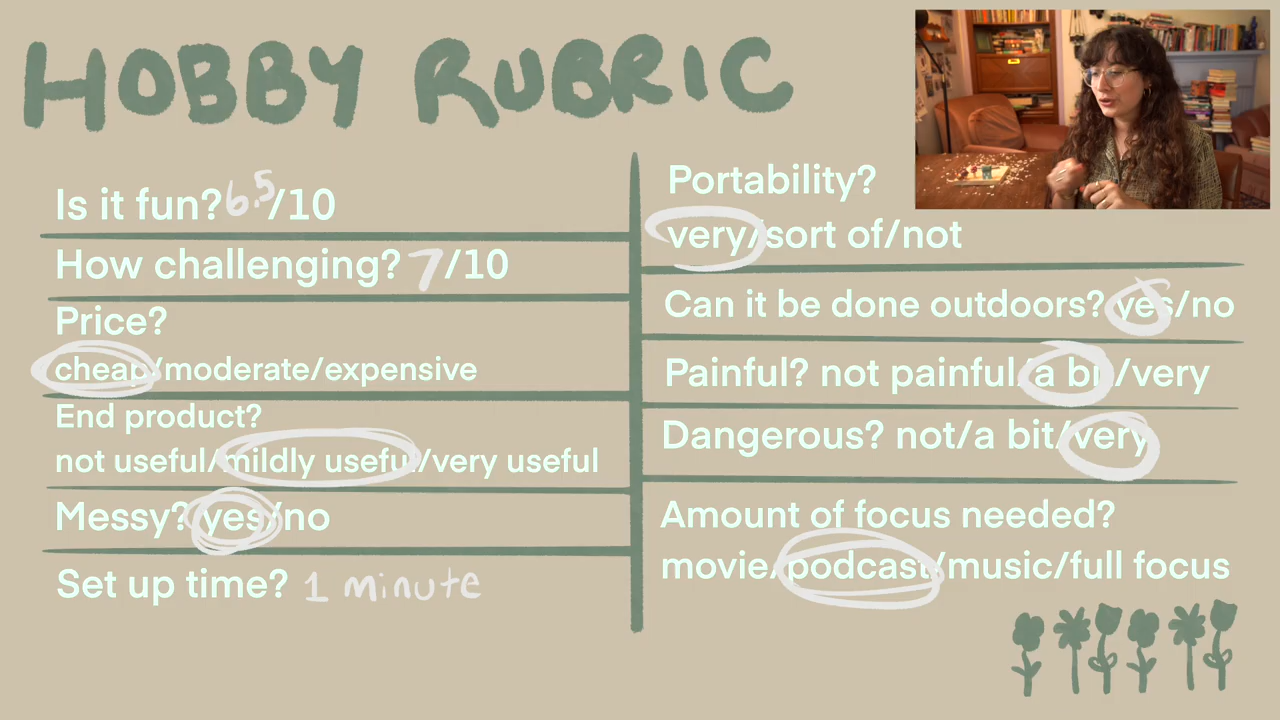 HOBBY RUBRIC
Is it fun? 6.5/10
How challenging? 7/10
Price?
cheap/moderate/expensive
End product?
not useful/mildly useful/very useful
Messy? yes/no
Set up time? 1 minute
Portability?
very/sort of/not
Can it be done outdoors? yes/no
Painful? not painful/a bit/very
Dangerous? not/a bit/very
Amount of focus needed?
movie/podcast/music/full focus